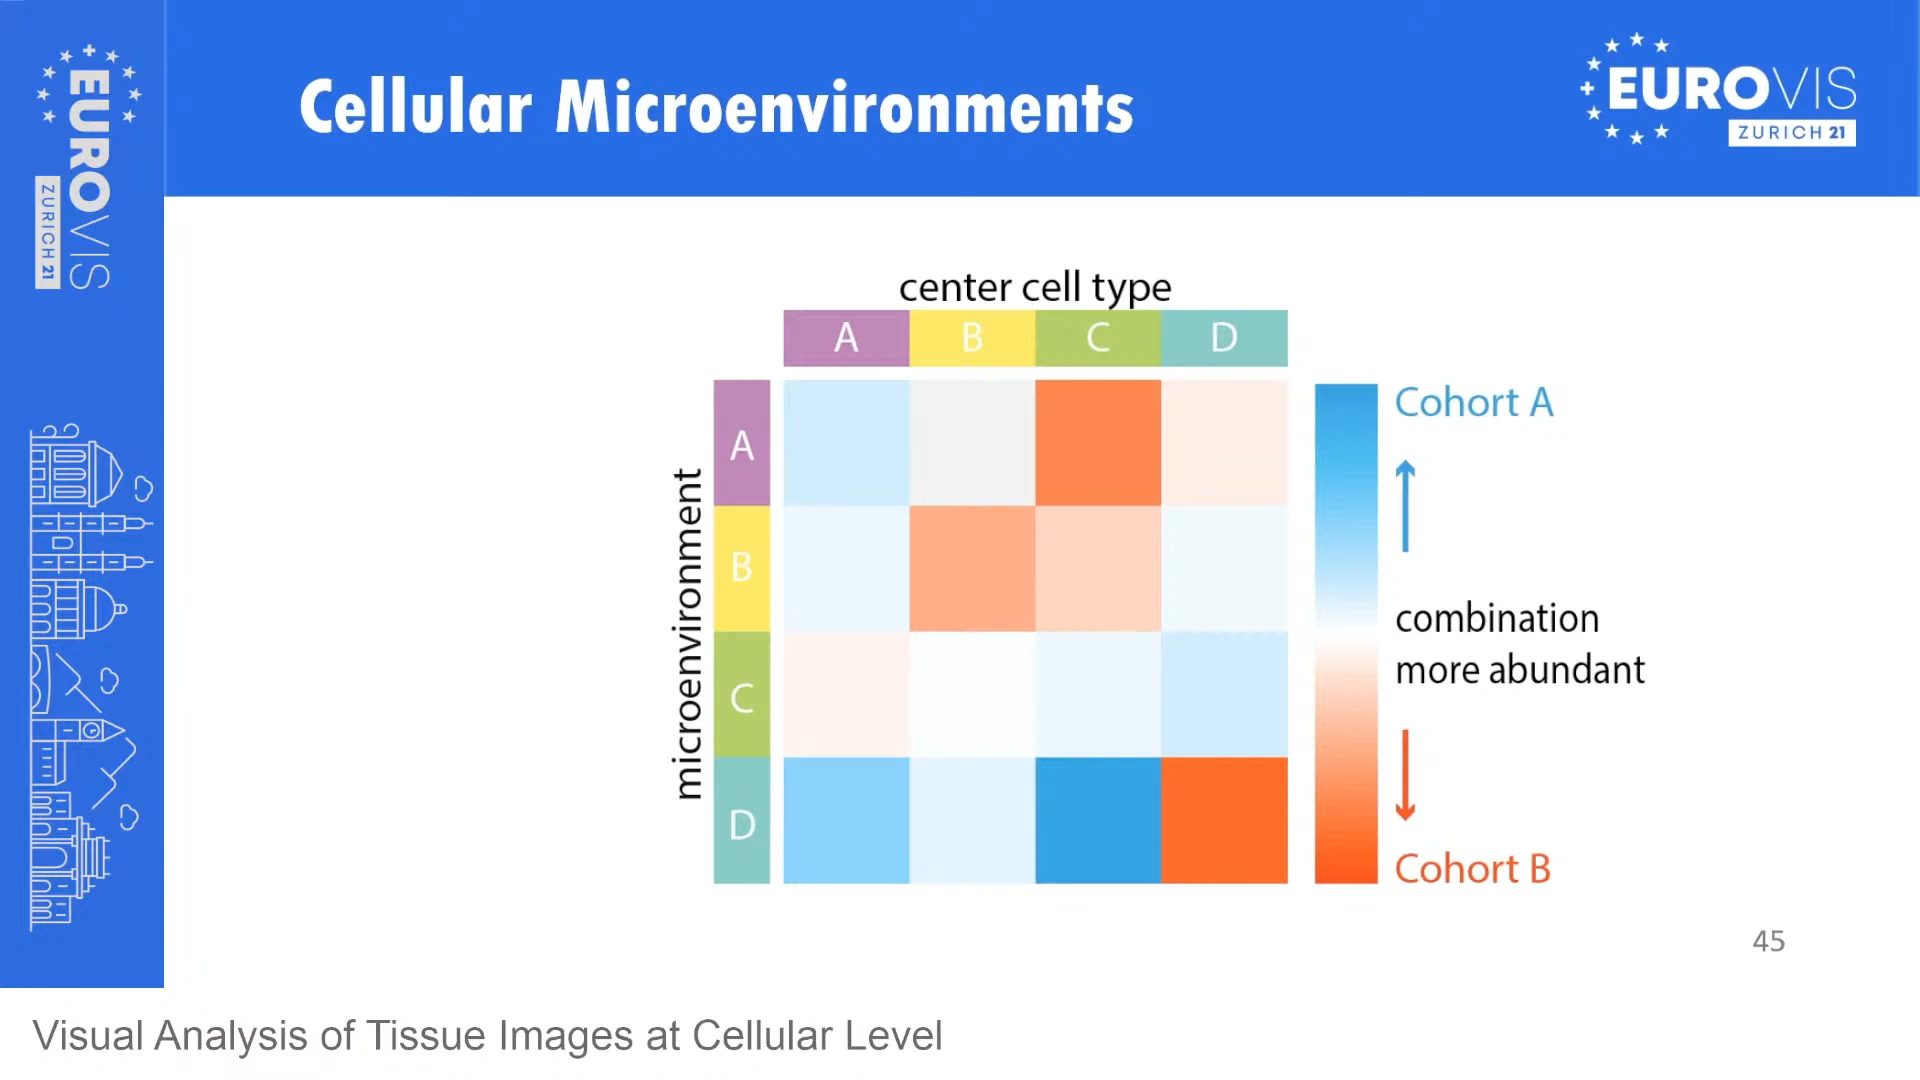 EUROVIS
ZURICH 21
Cellular Microenvironments
EUROVIS
ZURICH 21
center cell type
A B C D
microenvironment
A
B
C
D
Cohort A
combination
more abundant
Cohort B
45
Visual Analysis of Tissue Images at Cellular Level